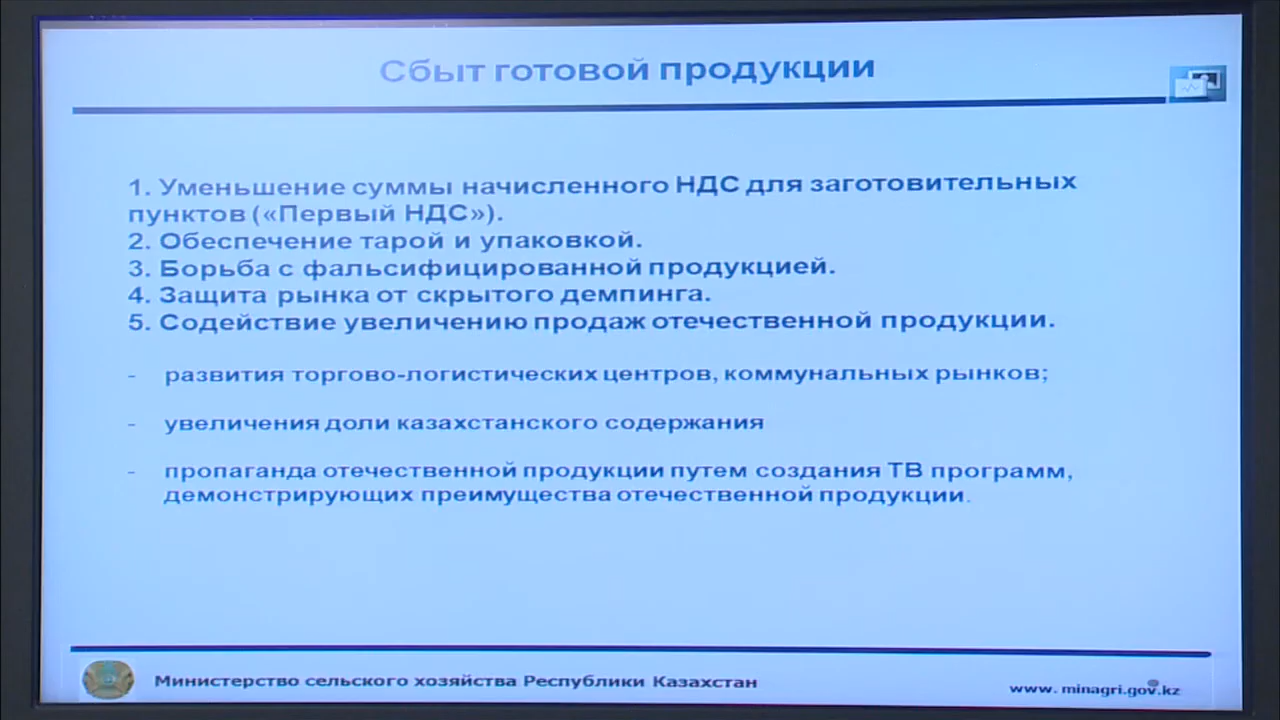 Сбыт готовой продукции
1. Уменьшение суммы начисленного НДС для заготовительных
пунктов («Первый НДС»).
2. Обеспечение тарой и упаковкой.
3. Борьба с фальсифицированной продукцией.
4. Защита рынка от скрытого демпинга.
5. Содействие увеличению продаж отечественной продукции.
- развития торгово-логистических центров, коммунальных рынков;
- увеличения доли казахстанского содержания
- пропаганда отечественной продукции путем создания ТВ программ,
демонстрирующих преимущества отечественной продукции.
Министерство сельского хозяйства Республики Казахстан
www. minagri.gov.kz